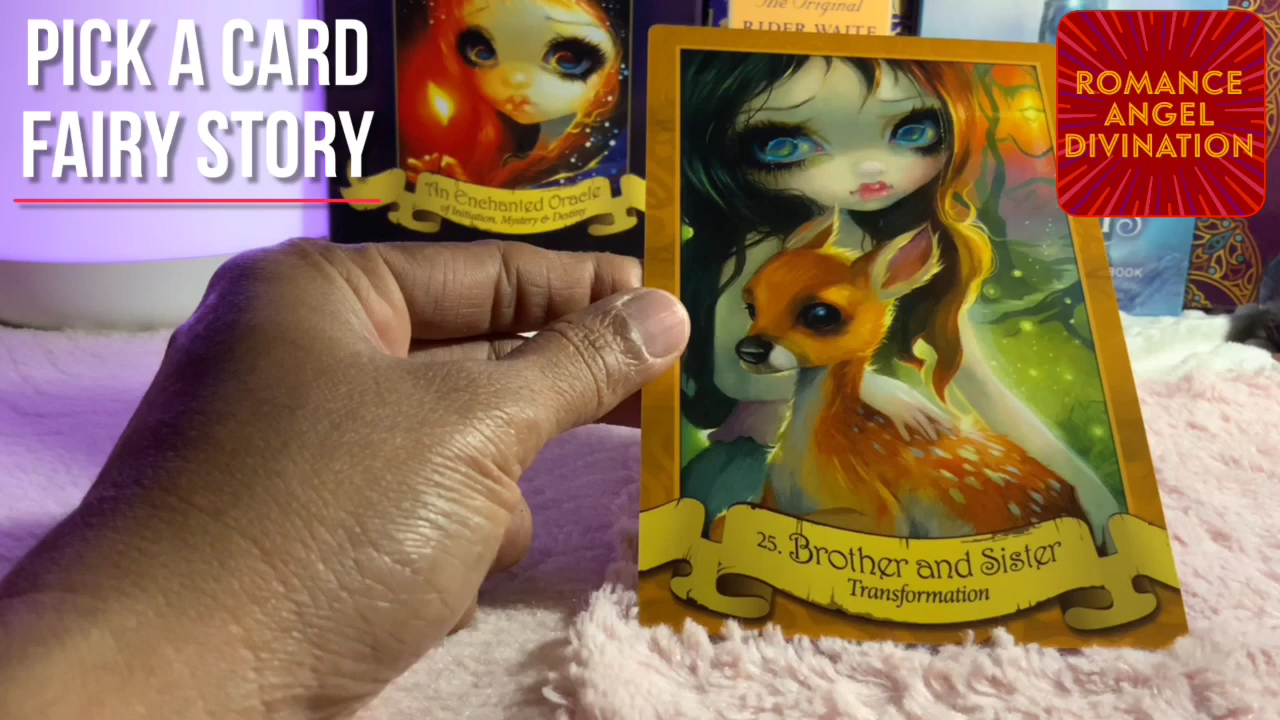 PICK A CARD
FAIRY STORY
The Original
RIDER WAITE
ROMANCE
ANGEL
DIVINATION
An Enchanted Oracle
of Initiation, Mystery & Destiny
BOOK
25. Brother and Sister
Transformation